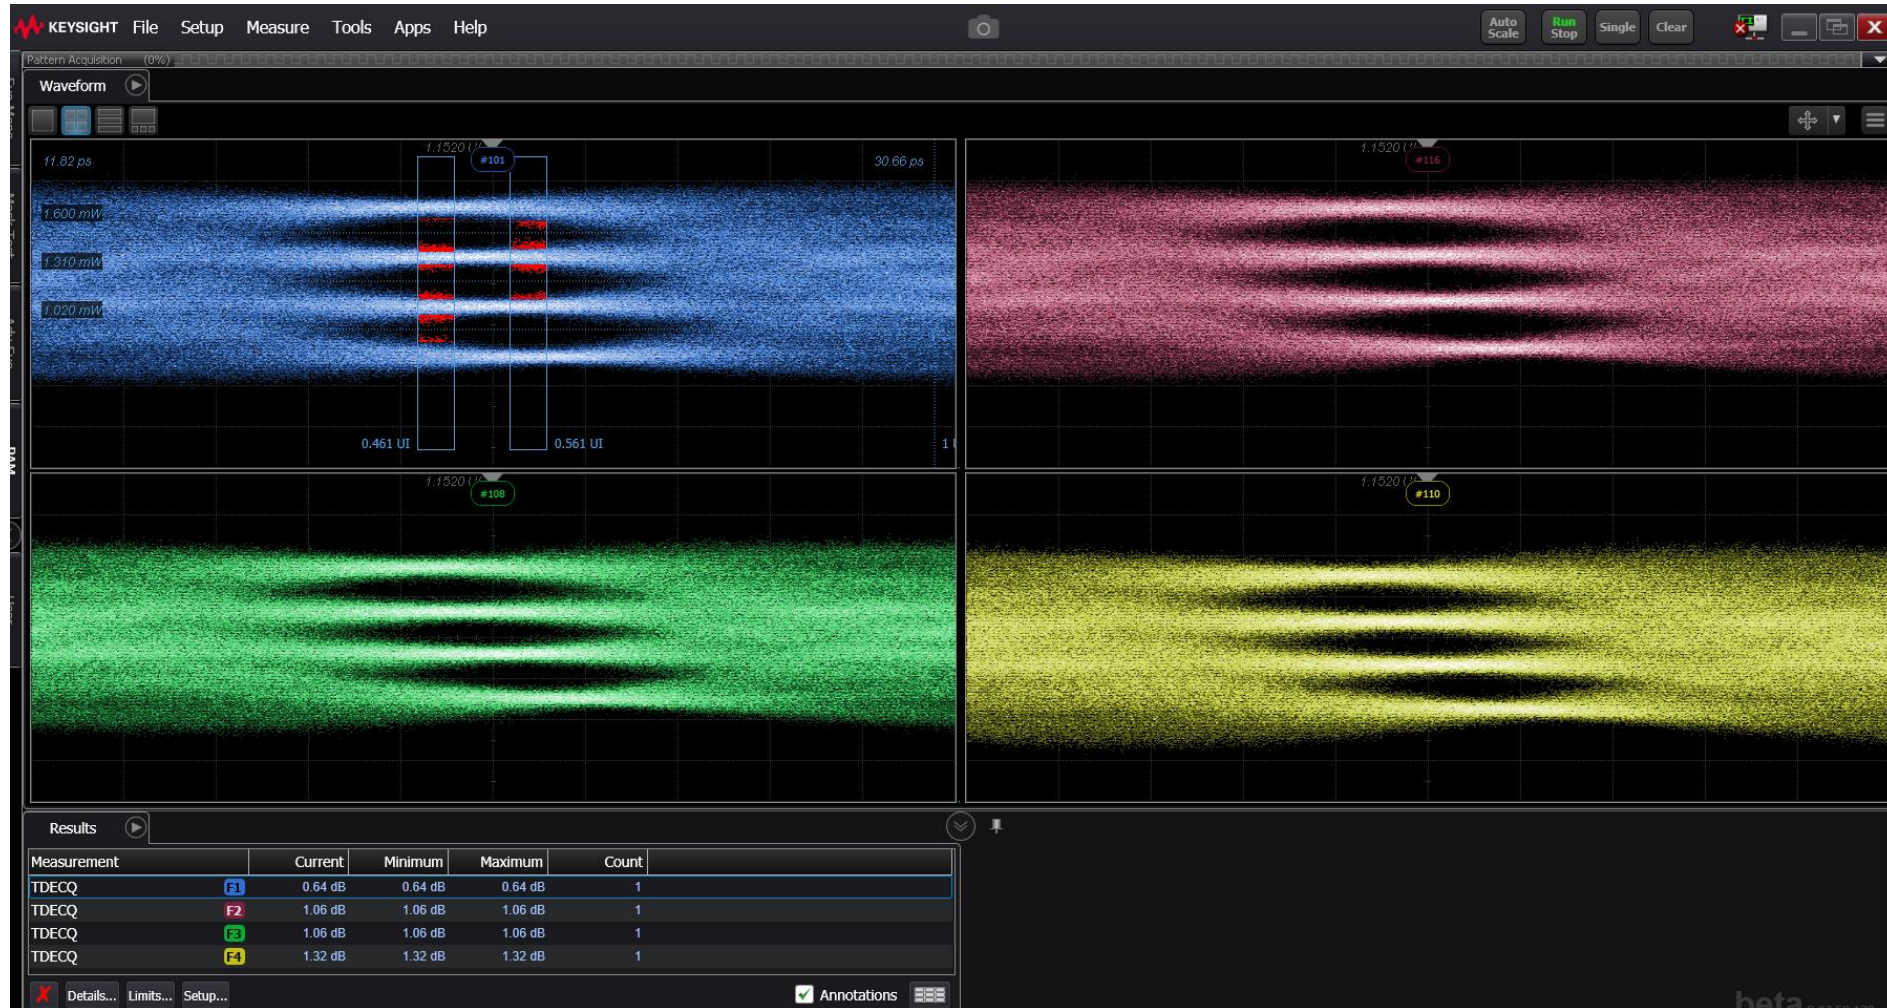 KEYSIGHT File Setup Measure Tools Apps Help
Auto Scale
Run Stop
Single
Clear
Pattern Acquisition (0%)
Waveform
11.82 ps
#101
30.66 ps
1.600 mW
1.310 mW
1.020 mW
0.461 UI
0.561 UI
#116
#108
#110
Results
Measurement Current Minimum Maximum Count
TDECQ F1 0.64 dB 0.64 dB 0.64 dB 1
TDECQ F2 1.06 dB 1.06 dB 1.06 dB 1
TDECQ F3 1.06 dB 1.06 dB 1.06 dB 1
TDECQ F4 1.32 dB 1.32 dB 1.32 dB 1
Details... Limits... Setup... Annotations
beta